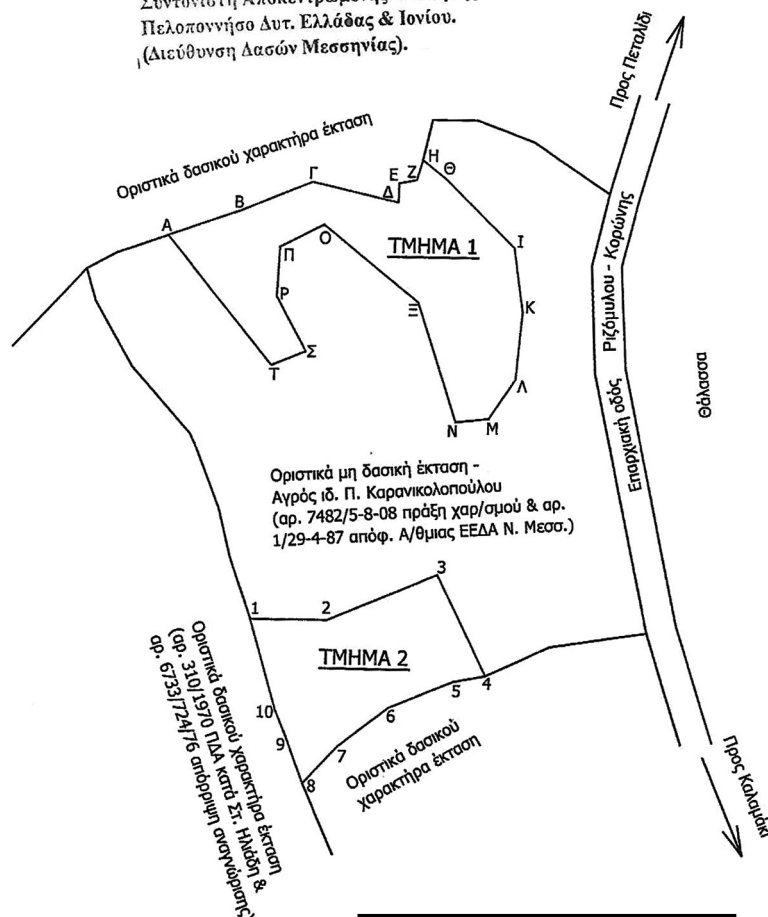 Πελοποννήσο Δυτ. Ελλάδας & Ιονίου.
(Διεύθυνση Δασών Μεσσηνίας).
Προς Πεταλίδι
Οριστικά δασικού χαρακτήρα έκταση
Α
Β
Γ
Δ
Ε
Ζ
Η
Θ
Ι
Κ
Λ
Μ
Ν
Ξ
Ο
Π
Ρ
Σ
Τ
ΤΜΗΜΑ 1
Επαρχιακή οδός Ριζόμυλου - Κορώνης
Θάλασσα
Οριστικά μη δασική έκταση -
Αγρός ιδ. Π. Καρανικολοπούλου
(αρ. 7482/5-8-08 πράξη χαρ/σμού & αρ.
1/29-4-87 απόφ. Α/θμιας ΕΕΔΑ Ν. Μεσσ.)
1
2
3
4
5
6
7
8
9
10
ΤΜΗΜΑ 2
Οριστικά δασικού χαρακτήρα έκταση
(αρ. 310/1970 ΠΔΑ κατά Στ. Ηλιάδη &
αρ. 6733/724/76 απόρριψη αναγνώρισης)
Οριστικά δασικού
χαρακτήρα έκταση
Προς Καλαμάκι